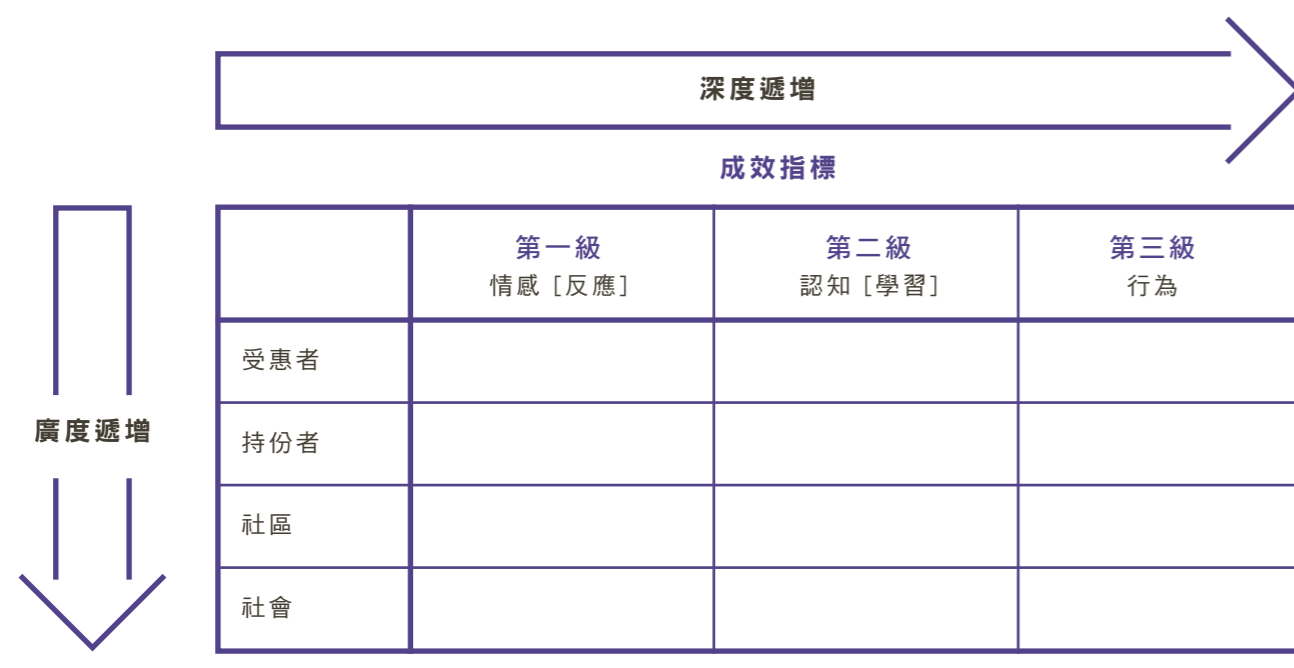 深度遞增
成效指標
第一級
情感 [反應]
第二級
認知 [學習]
第三級
行為
受惠者
廣度遞增
持份者
社區
社會